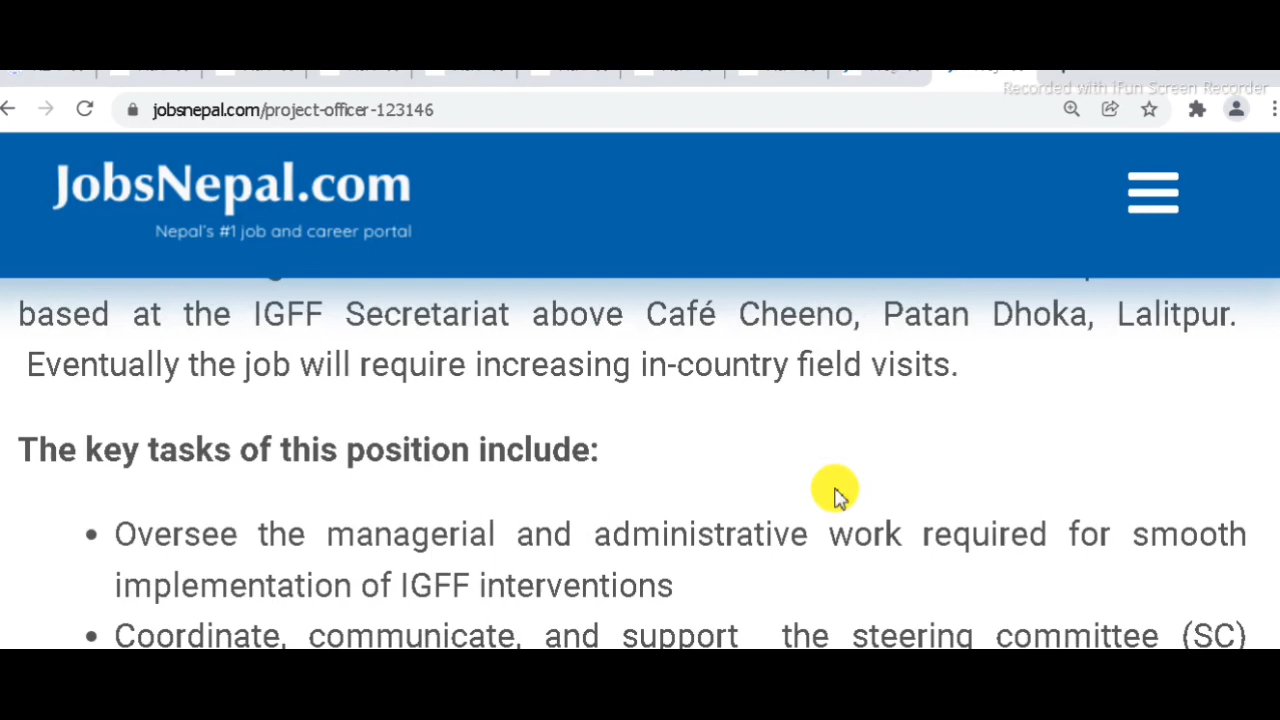 Recorded with iFun Screen Recorder
jobsnepal.com/project-officer-123146
JobsNepal.com
Nepal's #1 job and career portal
based at the IGFF Secretariat above Café Cheeno, Patan Dhoka, Lalitpur.
Eventually the job will require increasing in-country field visits.
The key tasks of this position include:
• Oversee the managerial and administrative work required for smooth
implementation of IGFF interventions
• Coordinate, communicate, and support the steering committee (SC)